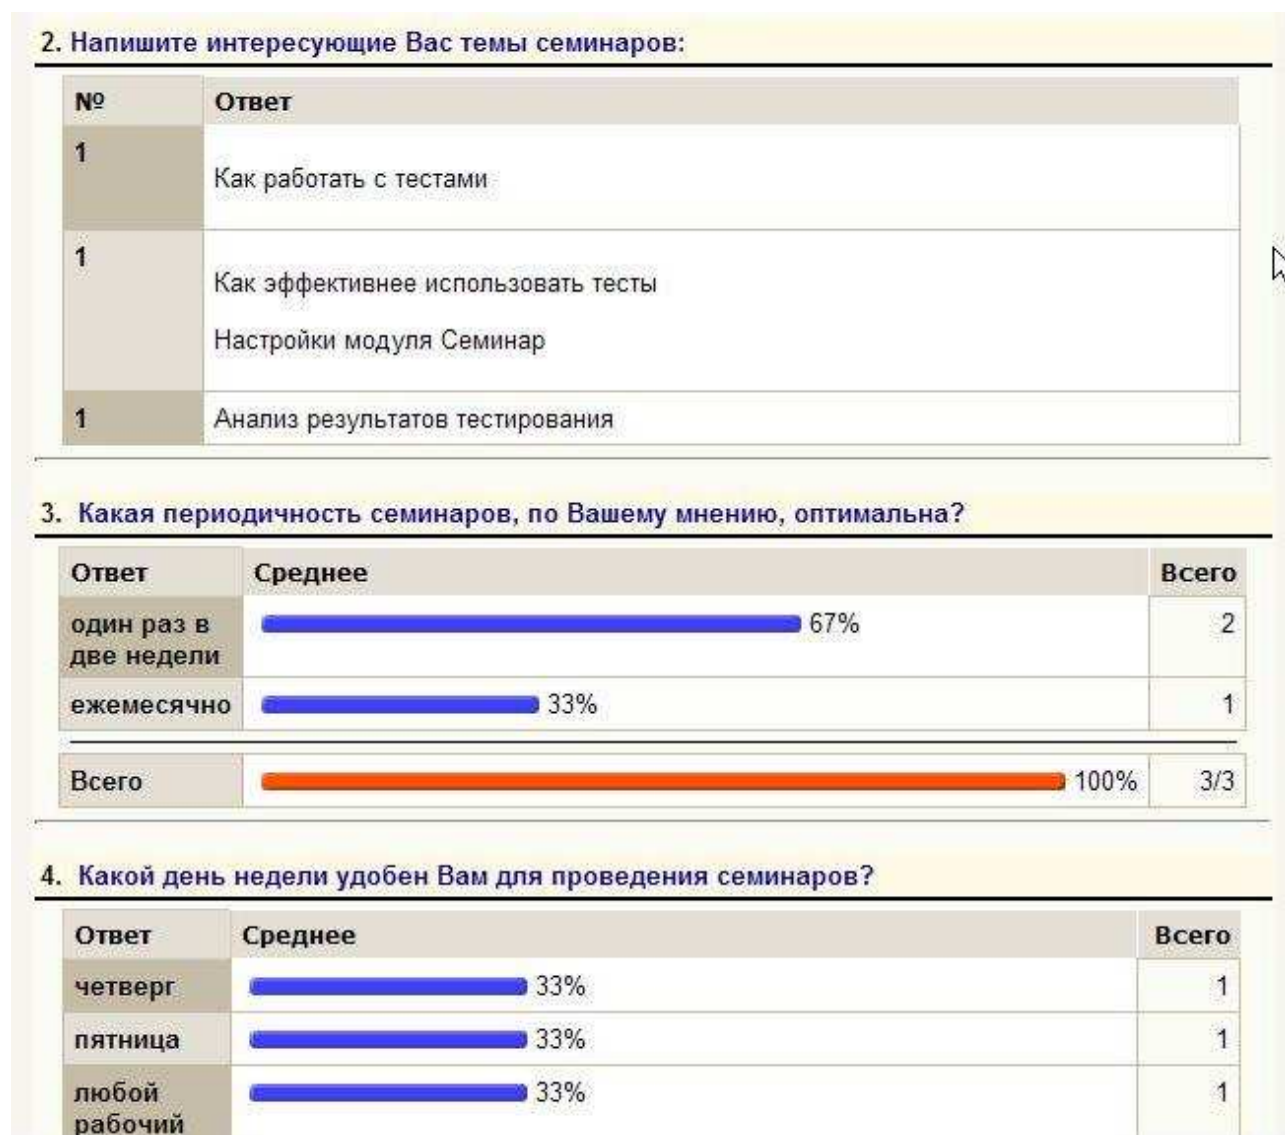 2. Напишите интересующие Вас темы семинаров:
№ Ответ
1 Как работать с тестами
1 Как эффективнее использовать тесты
Настройки модуля Семинар
1 Анализ результатов тестирования
3. Какая периодичность семинаров, по Вашему мнению, оптимальна?
Ответ Среднее Всего
один раз в 67% 2
две недели
ежемесячно 33% 1
Всего 100% 3/3
4. Какой день недели удобен Вам для проведения семинаров?
Ответ Среднее Всего
четверг 33% 1
пятница 33% 1
любой 33% 1
рабочий